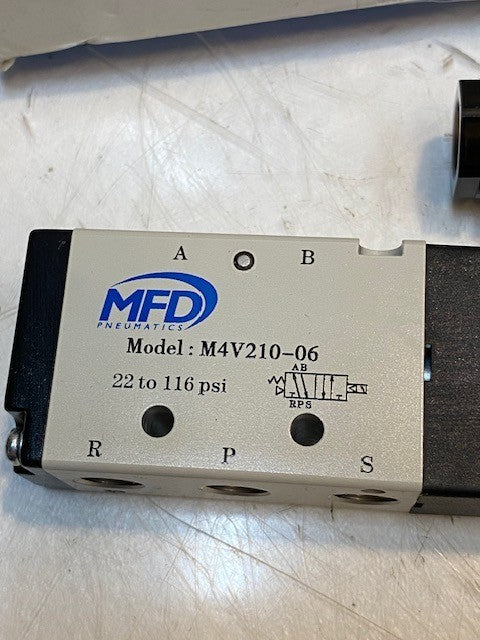 A B
MFD
PNEUMATICS
Model : M4V210-06
22 to 116 psi
AB
RPS
R P S